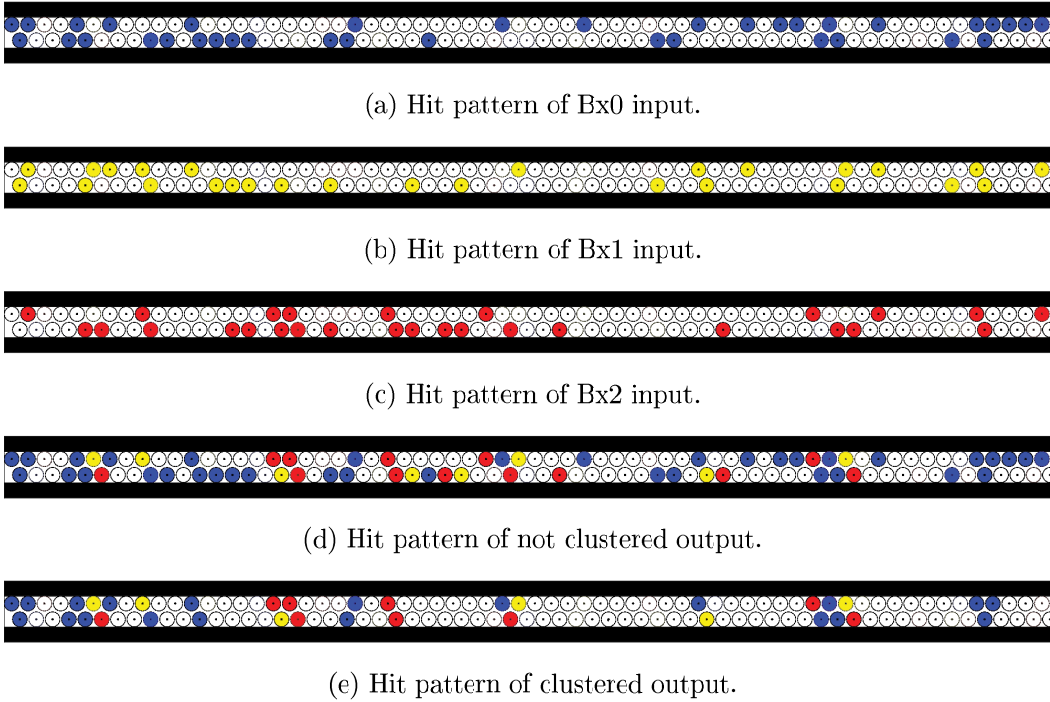 (a) Hit pattern of Bx0 input.
(b) Hit pattern of Bx1 input.
(c) Hit pattern of Bx2 input.
(d) Hit pattern of not clustered output.
(e) Hit pattern of clustered output.